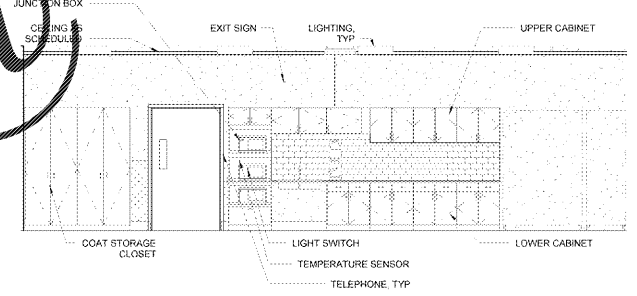 JUNCTION BOX
CEILING AS
SCHEDULED
EXIT SIGN
LIGHTING,
TYP
UPPER CABINET
COAT STORAGE
CLOSET
LIGHT SWITCH
LOWER CABINET
TEMPERATURE SENSOR
TELEPHONE, TYP